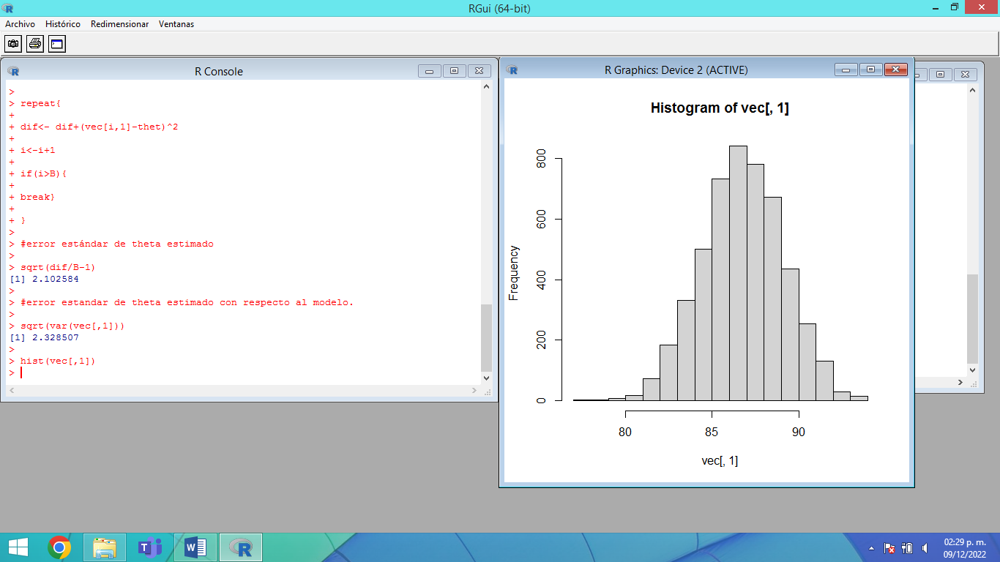 RGui (64-bit)
Archivo Histórico Redimensionar Ventanas
R Console
>
> repeat{
+
+ dif<- dif+(vec[i,1]-thet)^2
+
+ i<-i+1
+
+ if(i>B){
+
+ break}
+
+ }
>
> #error estándar de theta estimado
>
> sqrt(dif/B-1)
[1] 2.102584
>
> #error estandar de theta estimado con respecto al modelo.
>
> sqrt(var(vec[,1]))
[1] 2.328507
>
> hist(vec[,1])
>
R Graphics: Device 2 (ACTIVE)
Histogram of vec[, 1]
Frequency
800
600
400
200
0
80 85 90
vec[, 1]
02:29 p. m.
09/12/2022